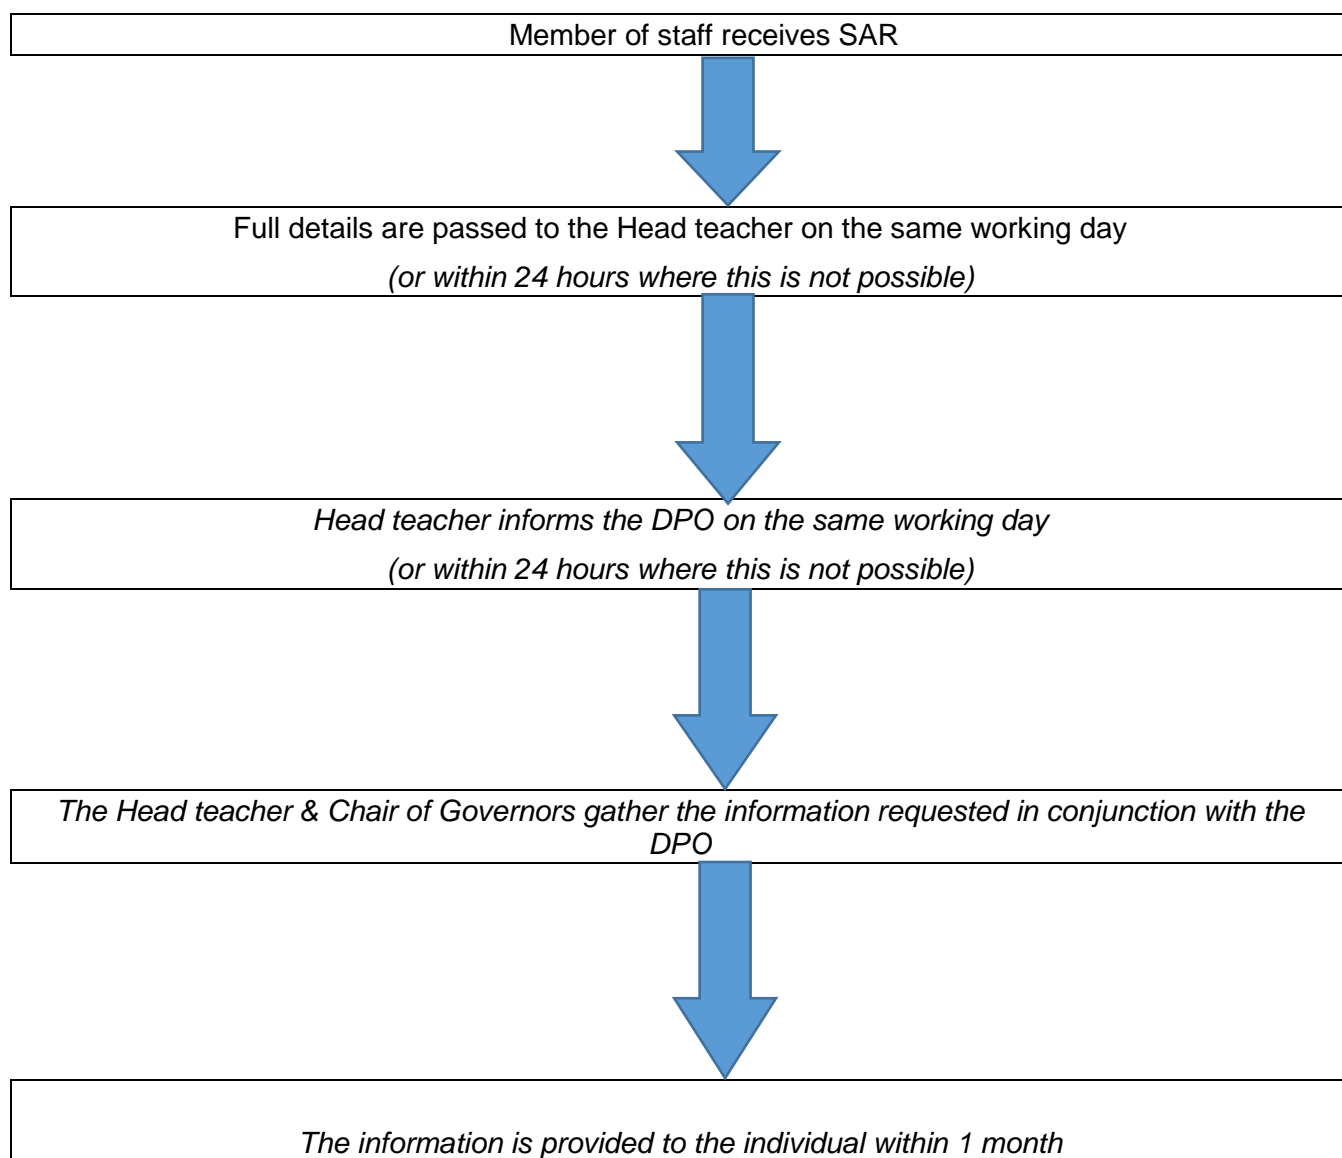 Member of staff receives SAR
Full details are passed to the Head teacher on the same working day
(or within 24 hours where this is not possible)
Head teacher informs the DPO on the same working day
(or within 24 hours where this is not possible)
The Head teacher & Chair of Governors gather the information requested in conjunction with the
DPO
The information is provided to the individual within 1 month